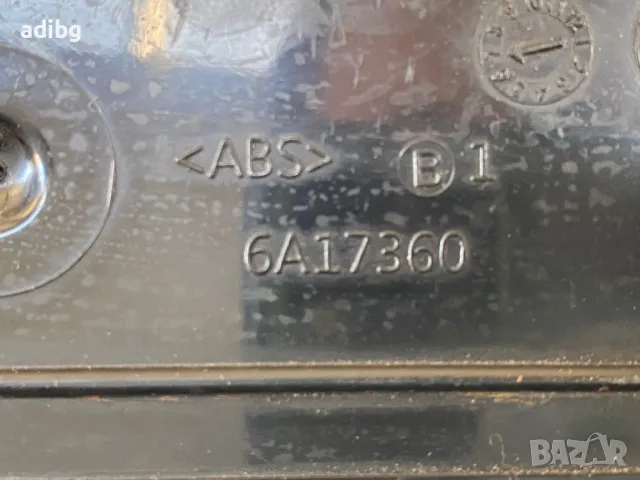 adibg
<ABS> B 1
6A17360
BAZAR